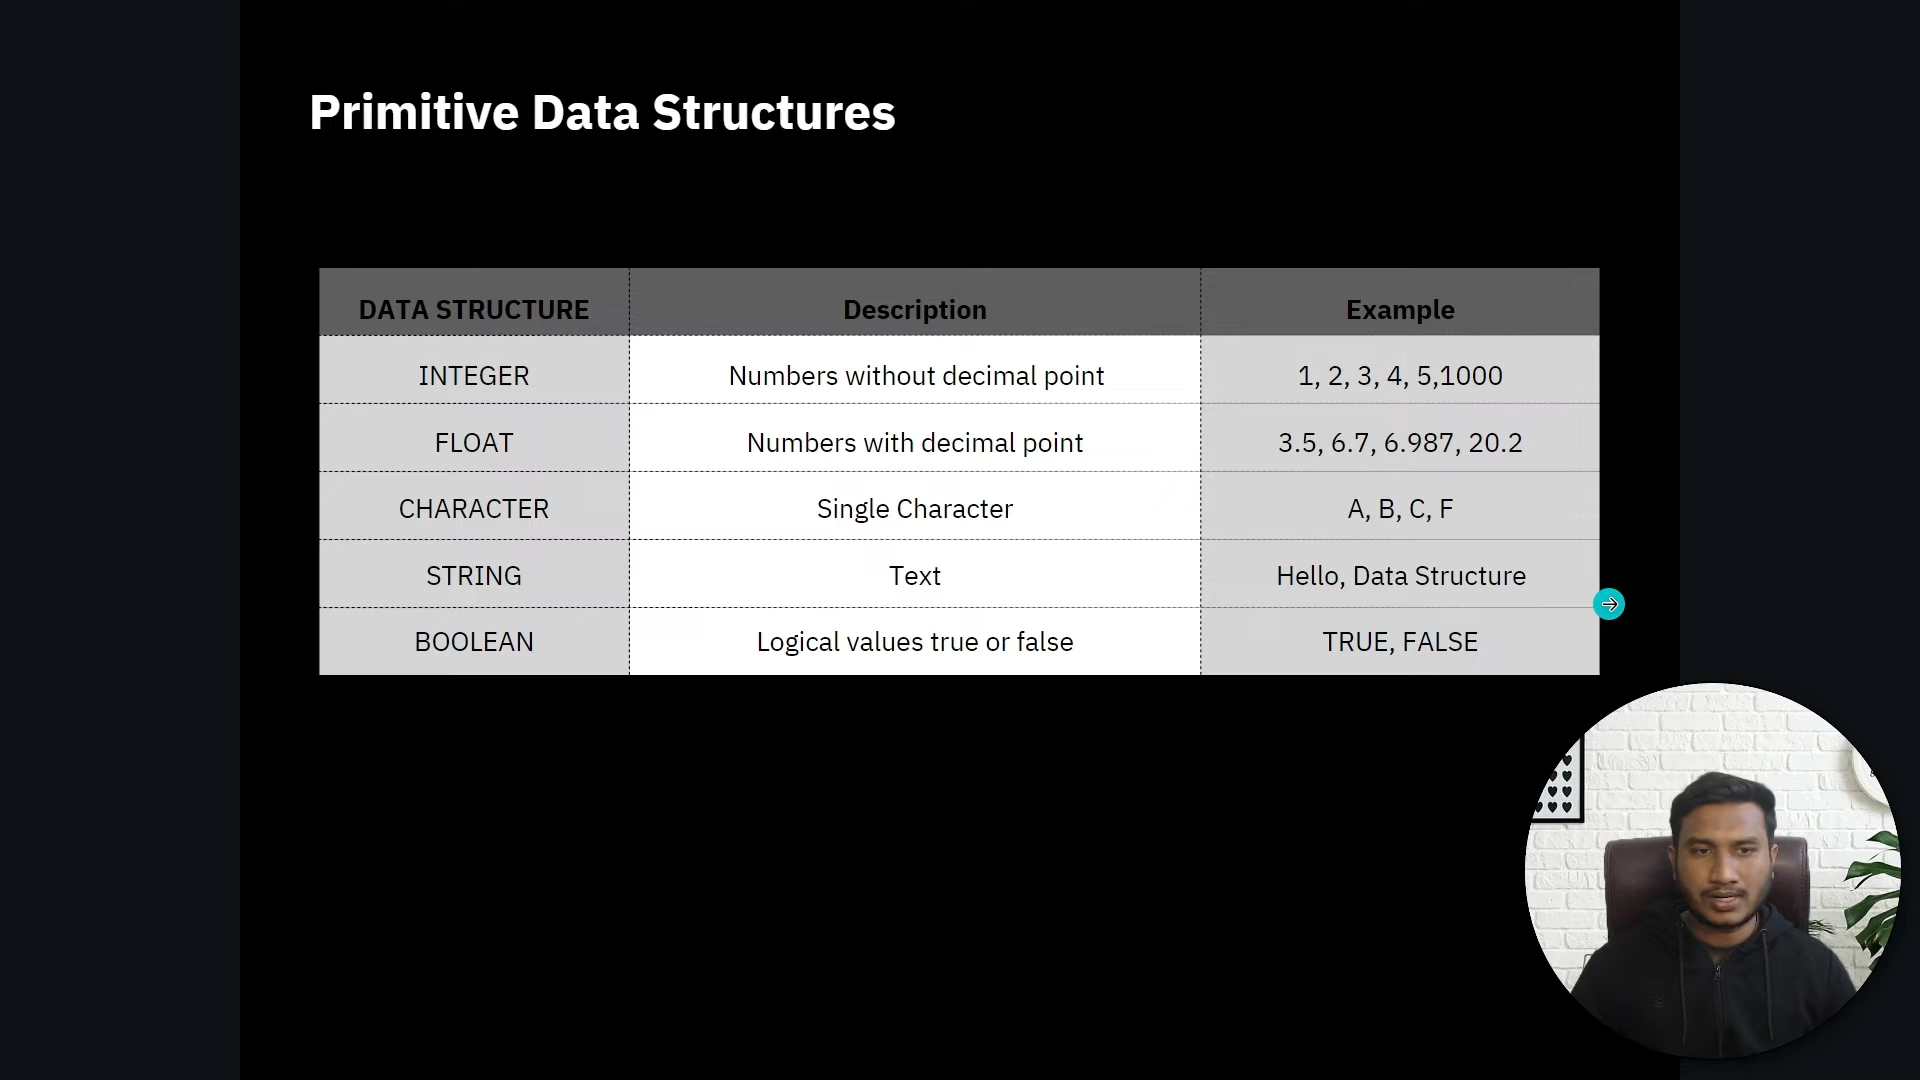 Primitive Data Structures
DATA STRUCTURE Description Example
INTEGER Numbers without decimal point 1, 2, 3, 4, 5,1000
FLOAT Numbers with decimal point 3.5, 6.7, 6.987, 20.2
CHARACTER Single Character A, B, C, F
STRING Text Hello, Data Structure
BOOLEAN Logical values true or false TRUE, FALSE